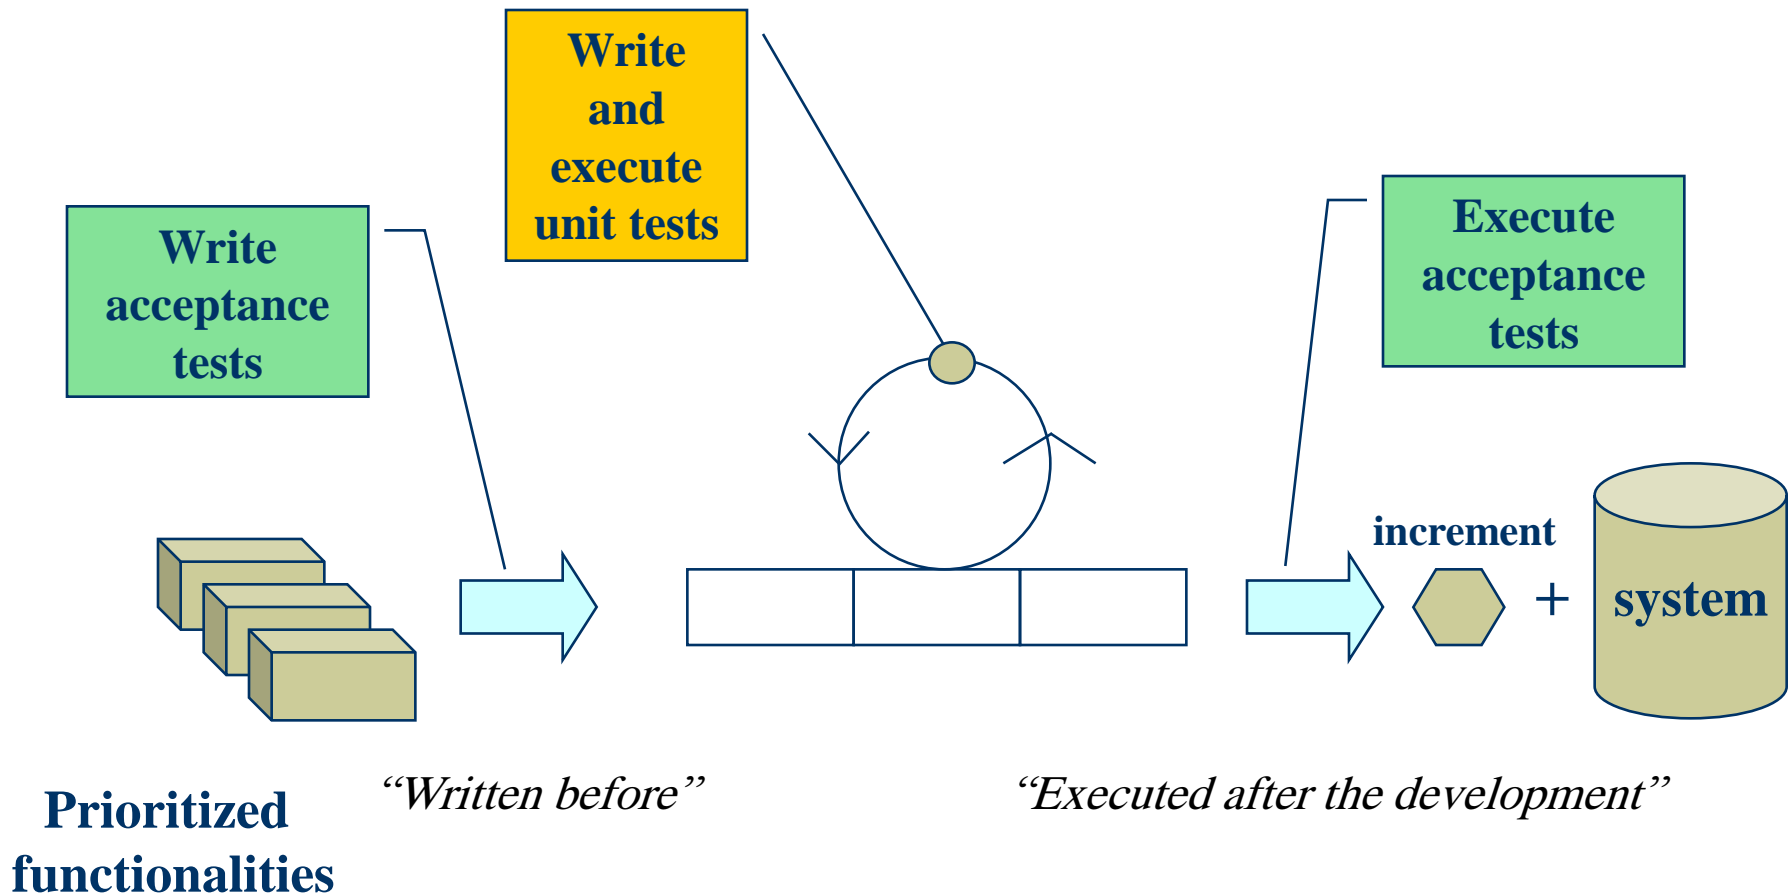 Write
and
execute
unit tests
Write
acceptance
tests
Execute
acceptance
tests
increment
+
system
“Written before”
“Executed after the development”
Prioritized
functionalities